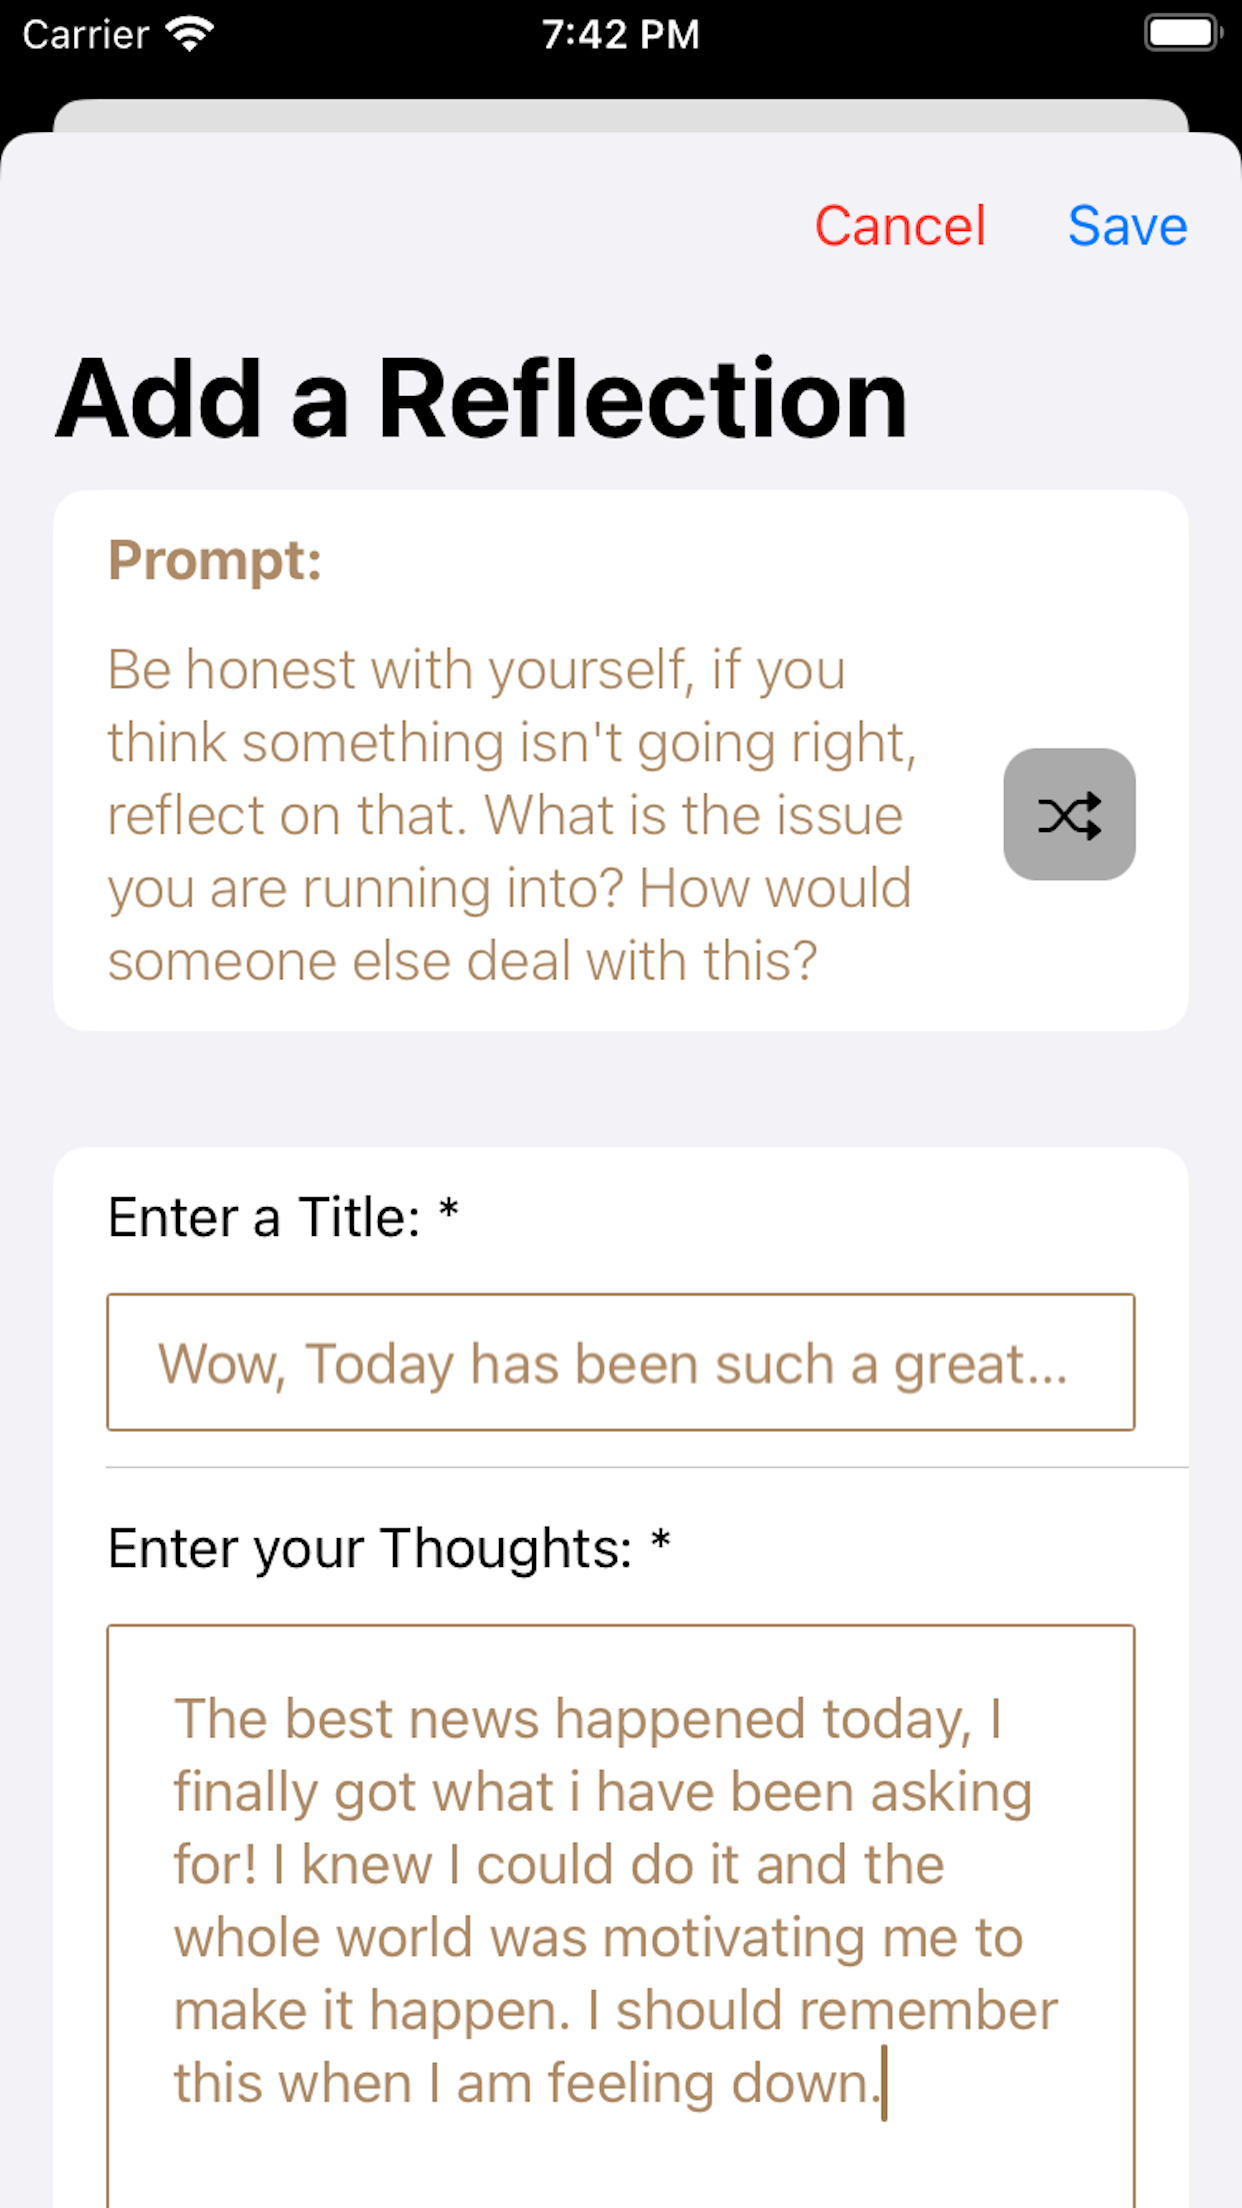 Carrier 7:42 PM
Cancel Save
Add a Reflection
Prompt:
Be honest with yourself, if you
think something isn't going right,
reflect on that. What is the issue
you are running into? How would
someone else deal with this?
Enter a Title: *
Wow, Today has been such a great...
Enter your Thoughts: *
The best news happened today, I
finally got what i have been asking
for! I knew I could do it and the
whole world was motivating me to
make it happen. I should remember
this when I am feeling down.